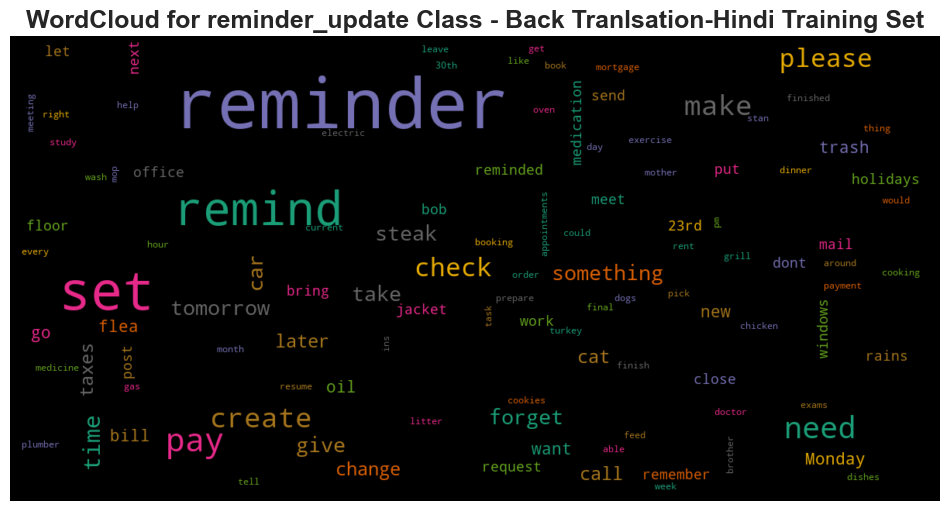 WordCloud for reminder_update Class - Back Tranlsation-Hindi Training Set
let
next
leave
30th
get
like
book
mortgage
please
meeting
right
help
reminder
electric
oven
medication
send
make
finished
stan
study
day
exercise
thing
trash
wash
mop
office
reminded
mother
put
dinner
holidays
would
remind
current
bob
appointments
meet
floor
steak
could
23rd
pm
mail
every
hour
booking
rent
grill
dont
around
cooking
car
check
order
something
set
bring
take
prepare
pick
payment
tomorrow
jacket
task
work
final
dogs
new
chicken
windows
go
flea
turkey
taxes
post
month
later
ins
cat
finish
rains
medicine
gas
resume
oil
close
cookies
create
litter
forget
doctor
exams
time
bill
pay
give
want
able
feed
need
plumber
change
request
call
remember
brother
Monday
tell
week
dishes